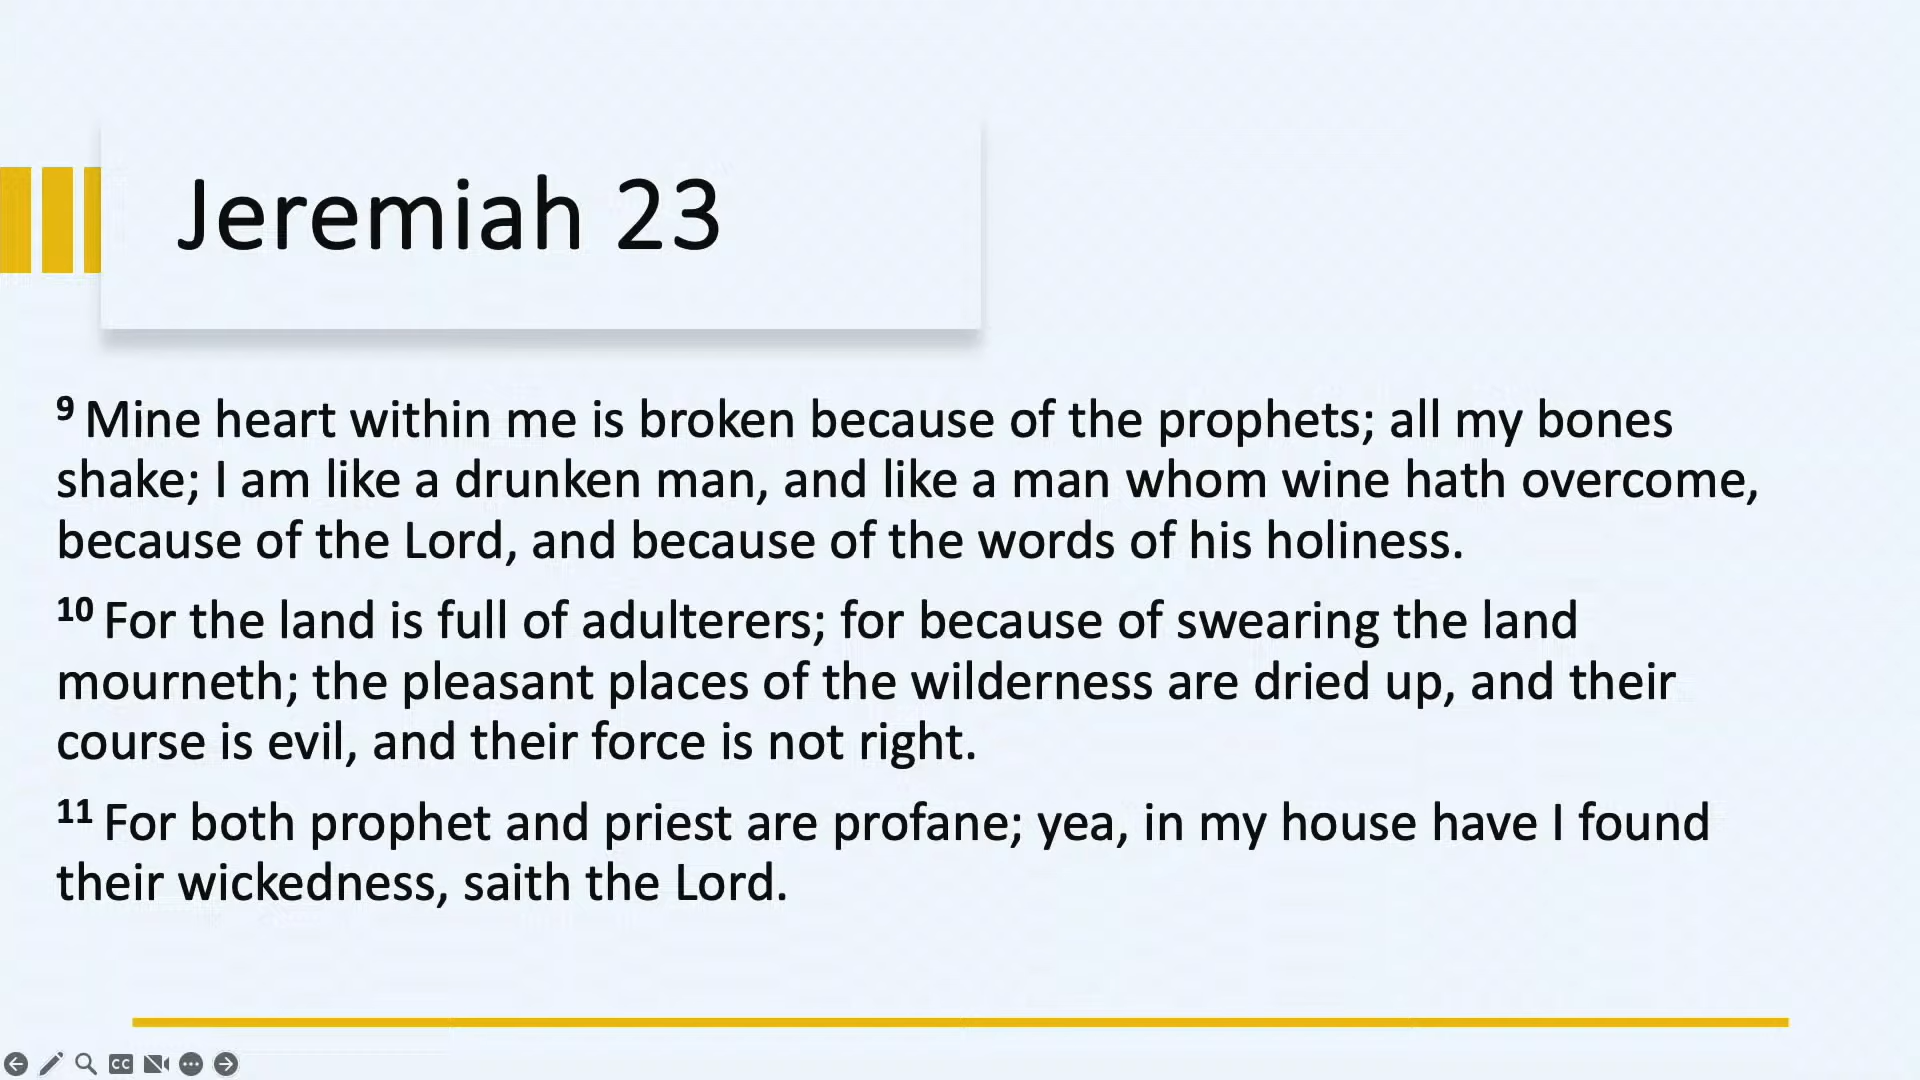 Jeremiah 23
9 Mine heart within me is broken because of the prophets; all my bones
shake; I am like a drunken man, and like a man whom wine hath overcome,
because of the Lord, and because of the words of his holiness.
10 For the land is full of adulterers; for because of swearing the land
mourneth; the pleasant places of the wilderness are dried up, and their
course is evil, and their force is not right.
11 For both prophet and priest are profane; yea, in my house have I found
their wickedness, saith the Lord.
CC